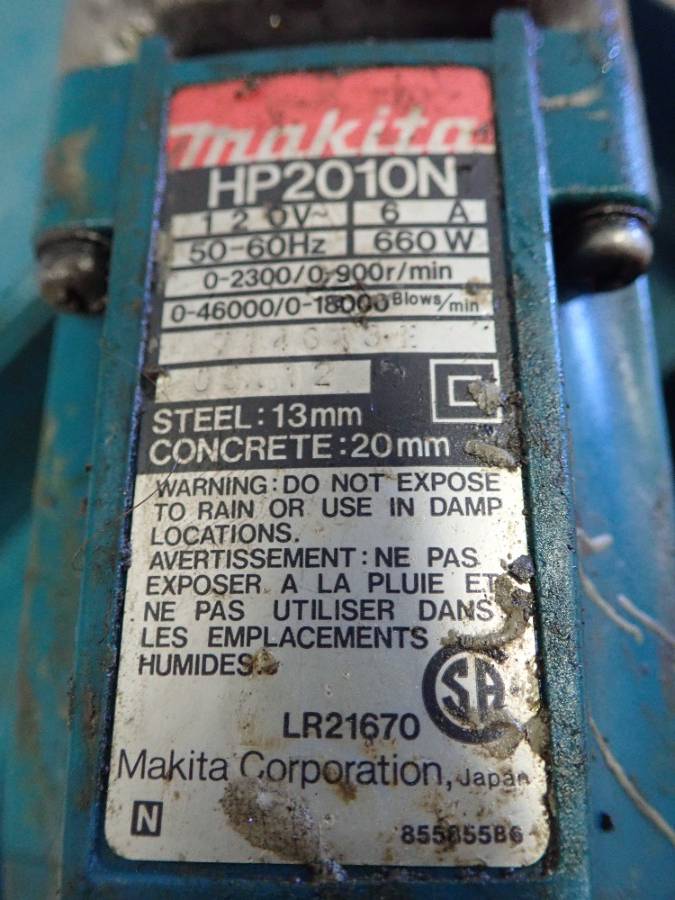 makita
HP2010N
120V~ 6 A
50-60Hz 660W
0-2300/0-900r/min
0-46000/0-18000 Blows/min
STEEL:13mm
CONCRETE:20mm
WARNING:DO NOT EXPOSE
TO RAIN OR USE IN DAMP
LOCATIONS.
AVERTISSEMENT:NE PAS
EXPOSER A LA PLUIE ET
NE PAS UTILISER DANS
LES EMPLACEMENTS
HUMIDES.
SA
LR21670
Makita Corporation, Japan
N